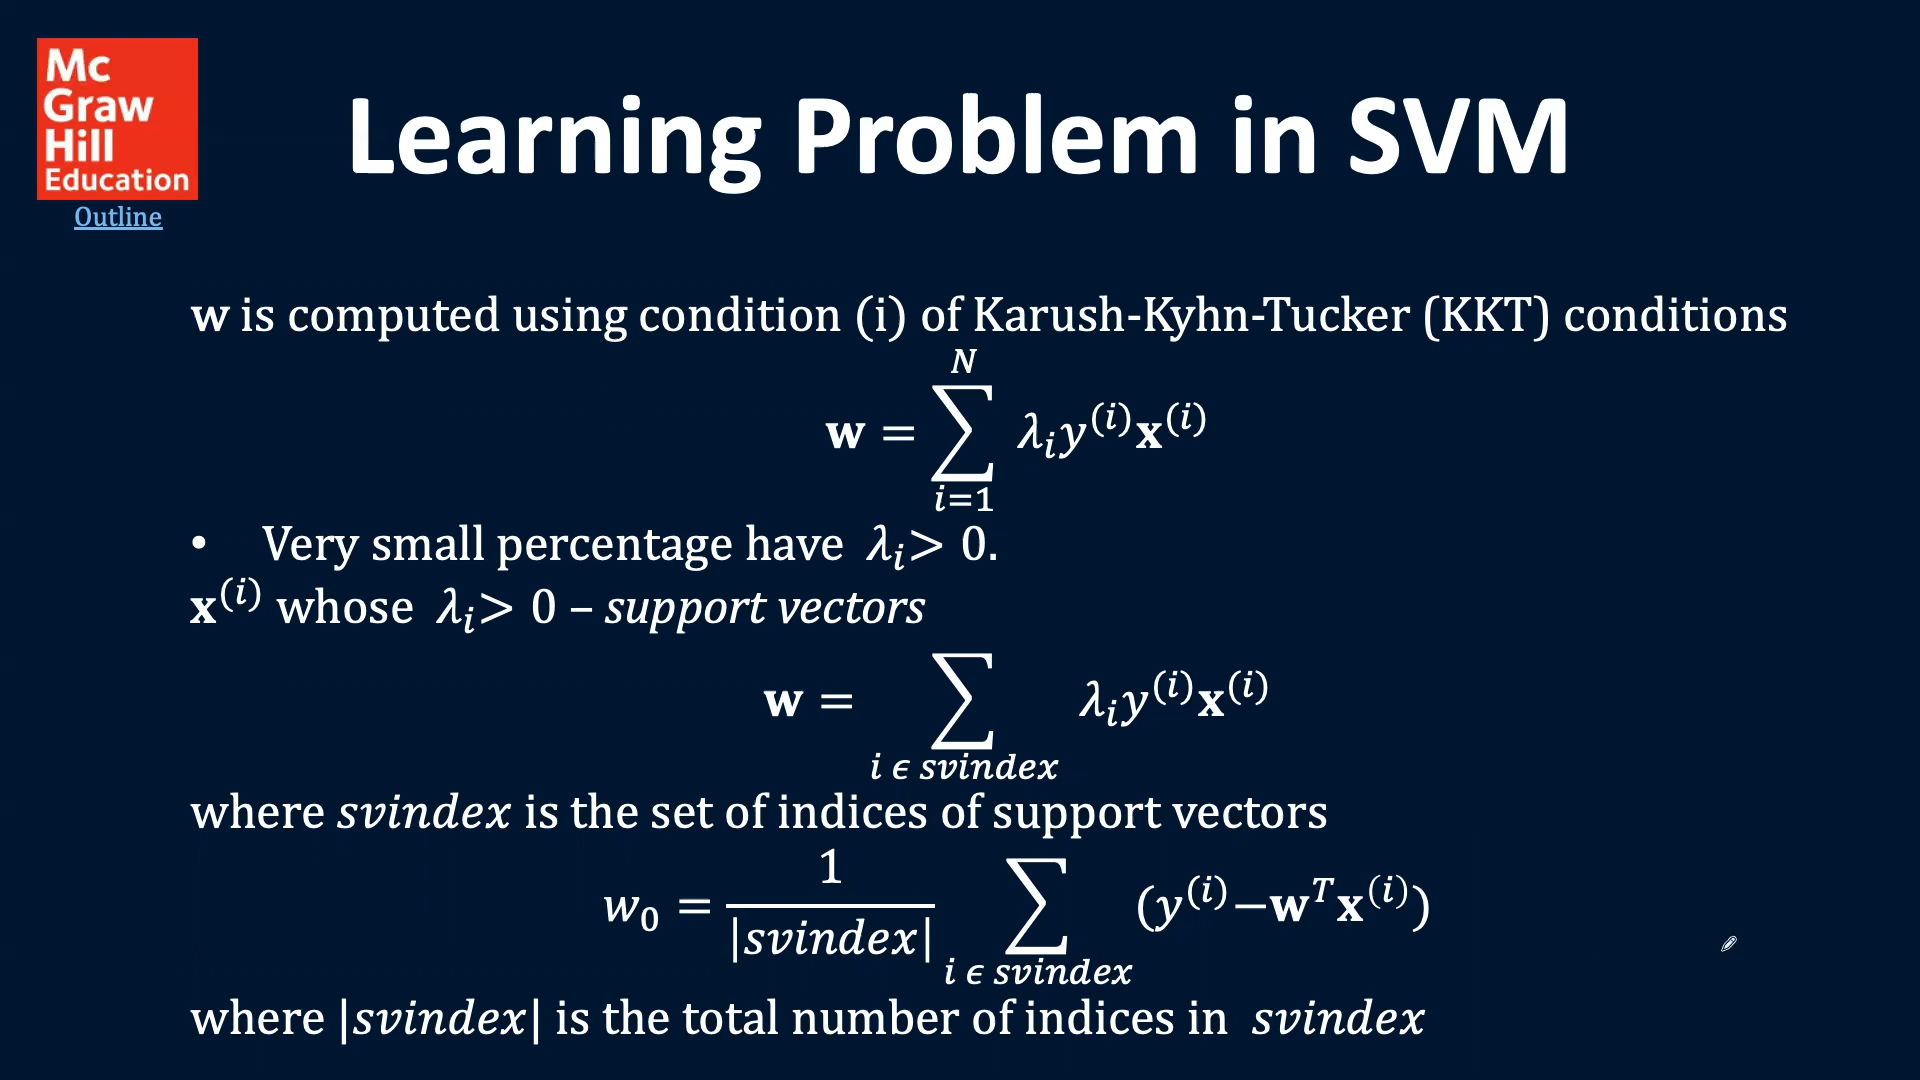 Mc
Graw
Hill
Education
Outline
Learning Problem in SVM
w is computed using condition (i) of Karush-Kyhn-Tucker (KKT) conditions
𝐰 = ∑_{i=1}^{N} λ_i y^{(i)} 𝐱^{(i)}
• Very small percentage have λ_i > 0.
𝐱^{(i)} whose λ_i > 0 – support vectors
𝐰 = ∑_{i ϵ svindex} λ_i y^{(i)} 𝐱^{(i)}
where svindex is the set of indices of support vectors
w_0 = \frac{1}{|svindex|} ∑_{i ϵ svindex} (y^{(i)}−𝐰^T 𝐱^{(i)})
where |svindex| is the total number of indices in svindex